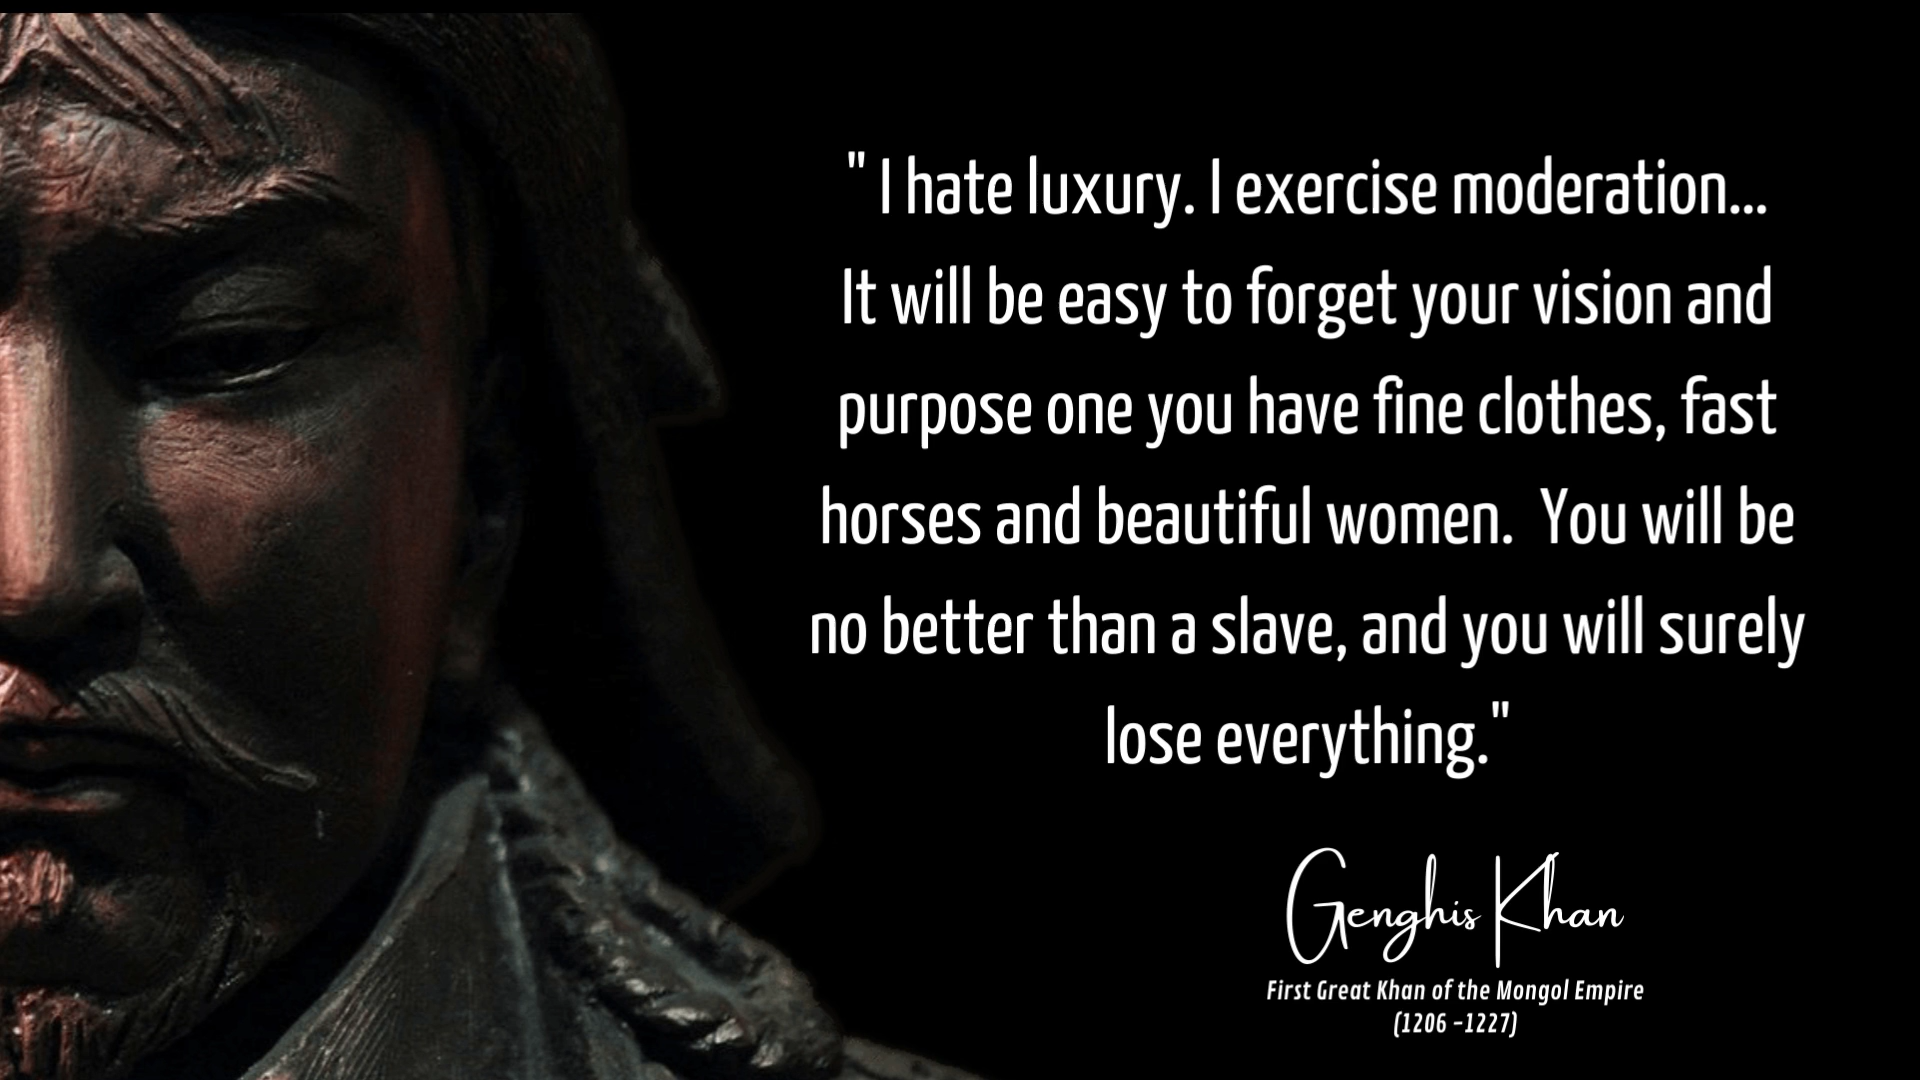 " I hate luxury. I exercise moderation...
It will be easy to forget your vision and
purpose one you have fine clothes, fast
horses and beautiful women.  You will be
no better than a slave, and you will surely
lose everything."
Genghis Khan
First Great Khan of the Mongol Empire
(1206 -1227)